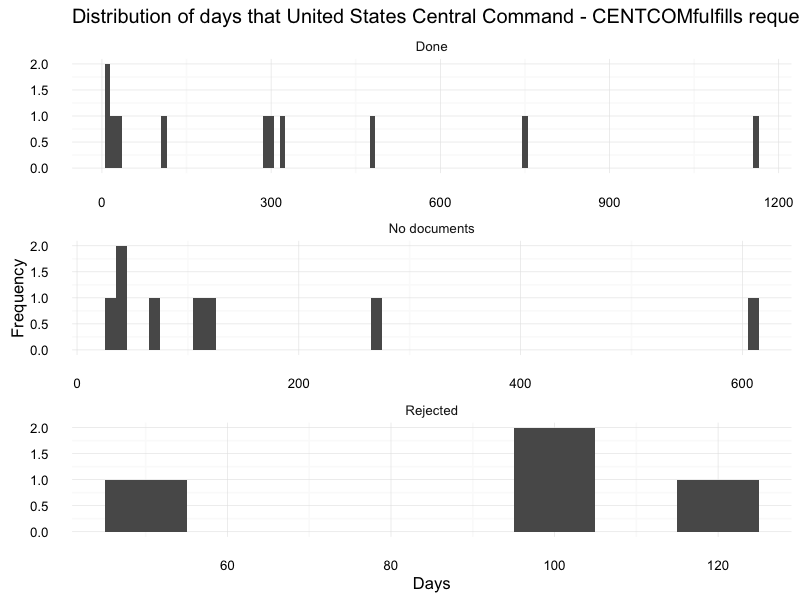 Distribution of days that United States Central Command - CENTCOMfulfills reque
Done
2.0
1.5
1.0
0.5
0.0
0 300 600 900 1200
No documents
2.0
1.5
1.0
0.5
0.0
0 200 400 600
Frequency
Rejected
2.0
1.5
1.0
0.5
0.0
60 80 100 120
Days